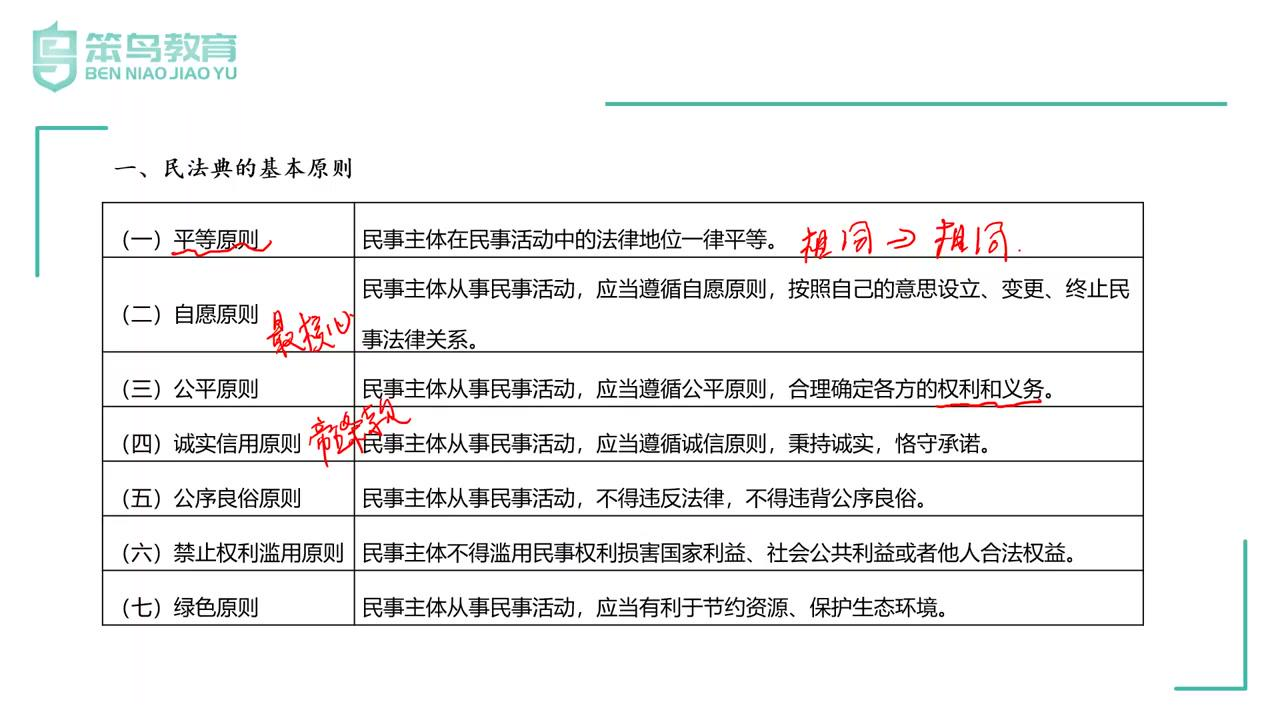 笨鸟教育
BEN NIAO JIAO YU
一、民法典的基本原则
（一）平等原则
民事主体在民事活动中的法律地位一律平等。
相同→相同.
（二）自愿原则
最核心
民事主体从事民事活动，应当遵循自愿原则，按照自己的意思设立、变更、终止民
事法律关系。
（三）公平原则
民事主体从事民事活动，应当遵循公平原则，合理确定各方的权利和义务。
（四）诚实信用原则
帝王条款
民事主体从事民事活动，应当遵循诚信原则，秉持诚实，恪守承诺。
（五）公序良俗原则
民事主体从事民事活动，不得违反法律，不得违背公序良俗。
（六）禁止权利滥用原则
民事主体不得滥用民事权利损害国家利益、社会公共利益或者他人合法权益。
（七）绿色原则
民事主体从事民事活动，应当有利于节约资源、保护生态环境。